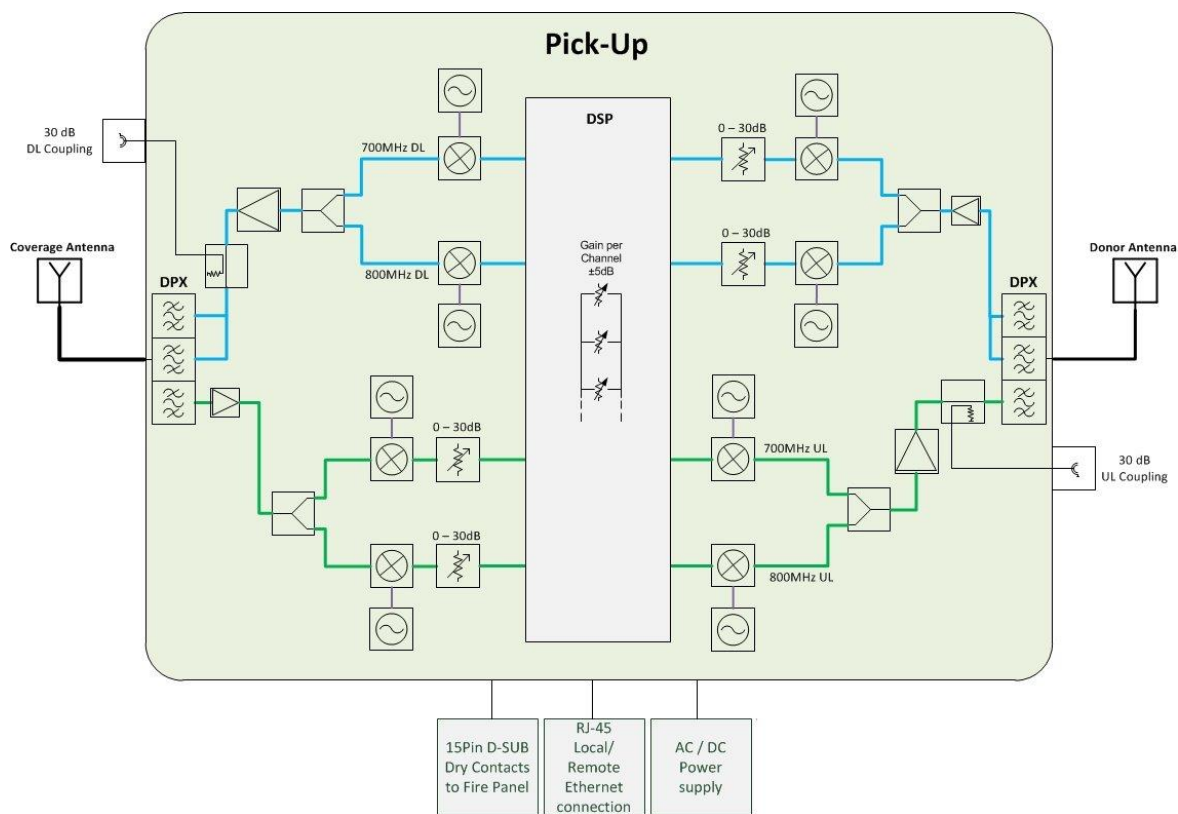 Pick-Up
30 dB
DL Coupling
Coverage Antenna
DPX
700MHz DL
800MHz DL
DSP
Gain per
Channel
±5dB
0 – 30dB
0 – 30dB
Donor Antenna
DPX
0 – 30dB
0 – 30dB
700MHz UL
800MHz UL
30 dB
UL Coupling
15Pin D-SUB
Dry Contacts
to Fire Panel
RJ-45
Local/
Remote
Ethernet
connection
AC / DC
Power
supply